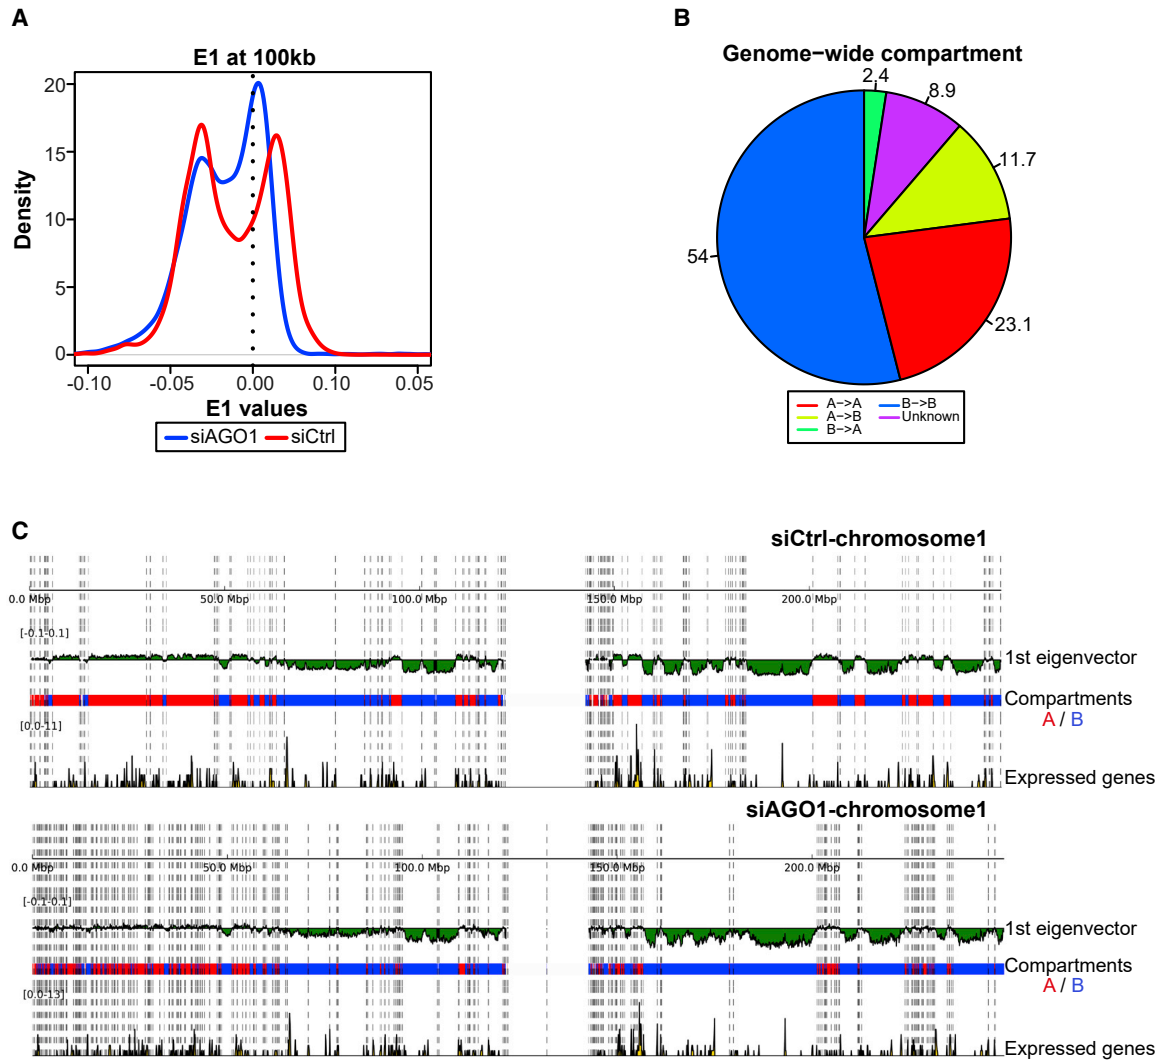 A
E1 at 100kb
Density
20
15
10
5
0
-0.10 -0.05 0.00 0.10 0.05
E1 values
siAGO1 siCtrl
B
Genome-wide compartment
2.4
8.9
11.7
54
23.1
A->A B->B
A->B Unknown
B->A
C
siCtrl-chromosome1
0.0 Mbp 50.0 Mbp 100.0 Mbp 150.0 Mbp 200.0 Mbp
[-0.1-0.1]
1st eigenvector
Compartments
A / B
[0.0-11]
Expressed genes
siAGO1-chromosome1
0.0 Mbp 50.0 Mbp 100.0 Mbp 150.0 Mbp 200.0 Mbp
[-0.1-0.1]
1st eigenvector
Compartments
A / B
[0.0-13]
Expressed genes